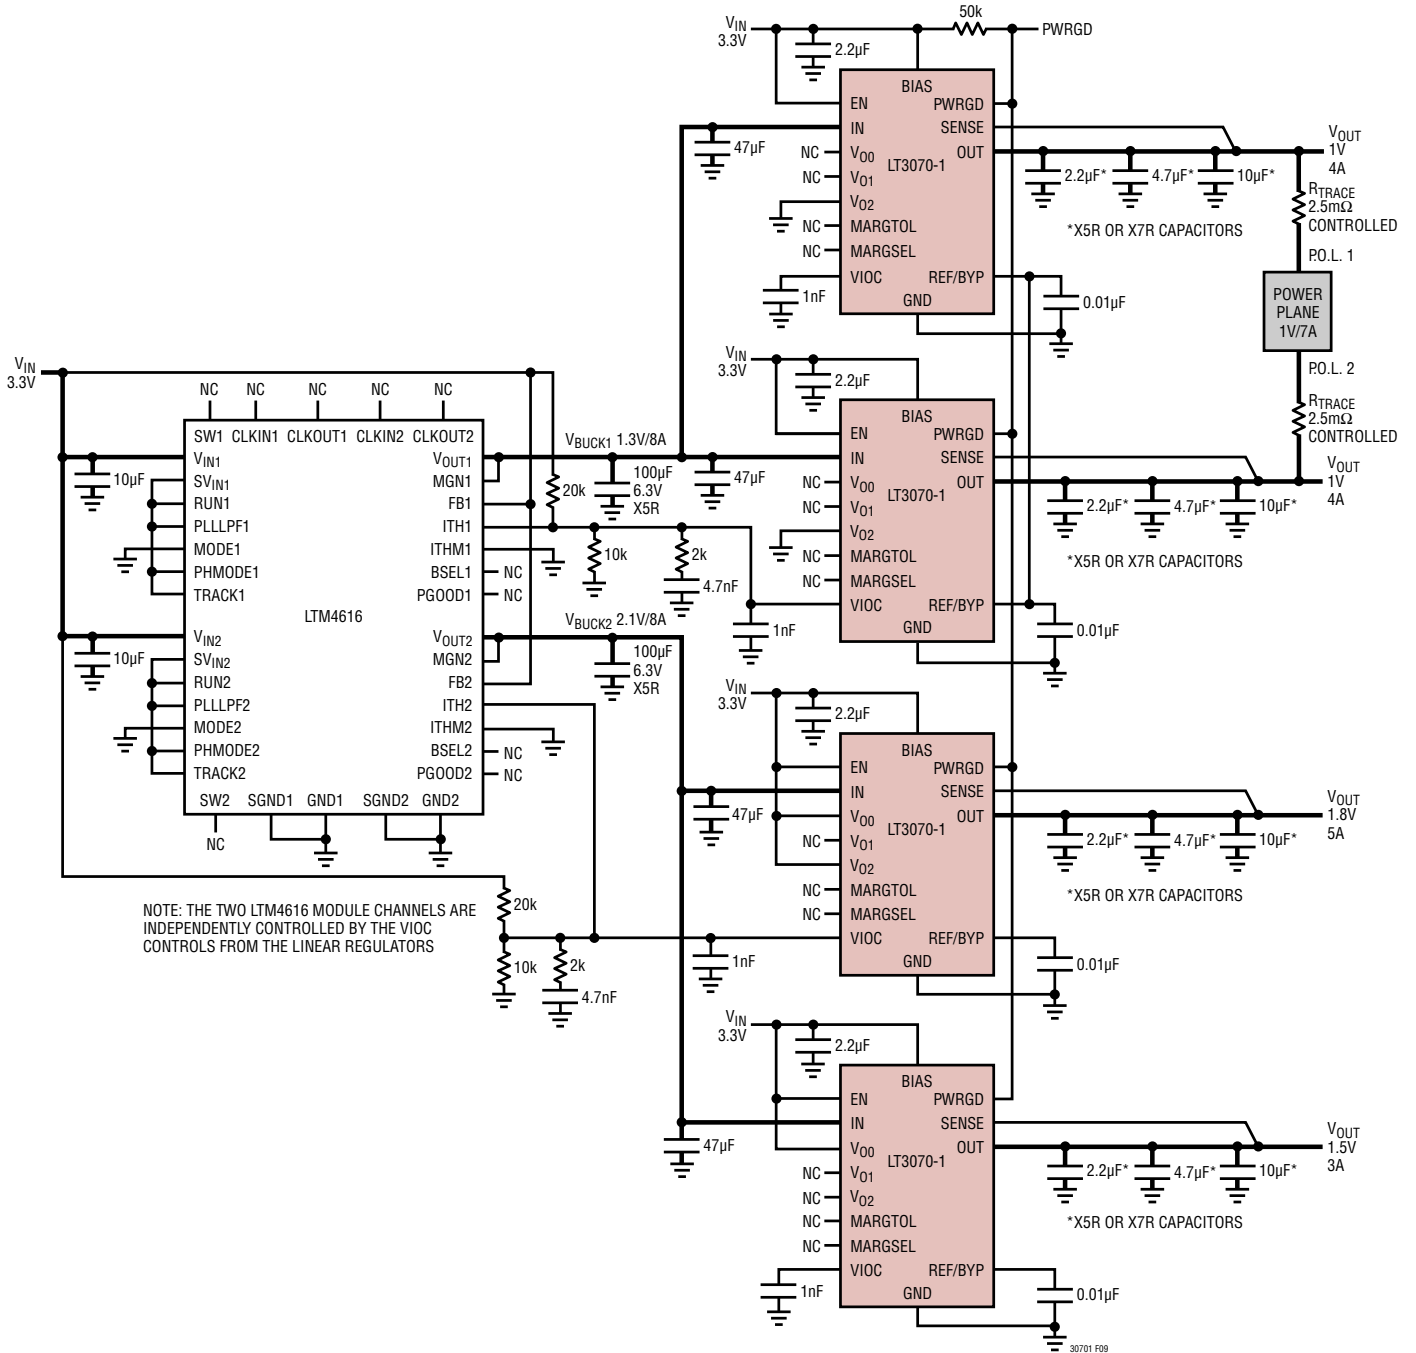 50k
VIN
3.3V
PWRGD
2.2µF
BIAS
EN
PWRGD
IN
SENSE
47µF
NC
VO0
OUT
LT3070-1
NC
VO1
VO2
NC
MARGTOL
NC
MARGSEL
VIOC
REF/BYP
1nF
GND
0.01µF
2.2µF*
4.7µF*
10µF*
*X5R OR X7R CAPACITORS
VOUT
1V
4A
RTRACE
2.5mΩ
CONTROLLED
P.O.L. 1
POWER
PLANE
1V/7A
P.O.L. 2
RTRACE
2.5mΩ
CONTROLLED
VIN
3.3V
2.2µF
BIAS
EN
PWRGD
IN
SENSE
47µF
NC
VO0
OUT
LT3070-1
NC
VO1
VO2
NC
MARGTOL
NC
MARGSEL
VIOC
REF/BYP
1nF
GND
0.01µF
2.2µF*
4.7µF*
10µF*
*X5R OR X7R CAPACITORS
VOUT
1V
4A
VIN
3.3V
NC
NC
NC
NC
NC
SW1
CLKIN1
CLKOUT1
CLKIN2
CLKOUT2
10µF
VIN1
SVIN1
RUN1
PLLLPF1
MODE1
PHMODE1
TRACK1
LTM4616
10µF
VIN2
SVIN2
RUN2
PLLLPF2
MODE2
PHMODE2
TRACK2
VOUT1
MGN1
FB1
ITH1
ITHM1
BSEL1
NC
PGOOD1
NC
VOUT2
MGN2
FB2
ITH2
ITHM2
BSEL2
NC
PGOOD2
NC
SW2
SGND1
GND1
SGND2
GND2
NC
VBUCK1 1.3V/8A
20k
100µF
6.3V
X5R
10k
2k
4.7nF
VBUCK2 2.1V/8A
100µF
6.3V
X5R
NOTE: THE TWO LTM4616 MODULE CHANNELS ARE
INDEPENDENTLY CONTROLLED BY THE VIOC
CONTROLS FROM THE LINEAR REGULATORS
20k
10k
2k
4.7nF
1nF
VIN
3.3V
2.2µF
BIAS
EN
PWRGD
IN
SENSE
47µF
VO0
OUT
LT3070-1
NC
VO1
VO2
NC
MARGTOL
NC
MARGSEL
VIOC
REF/BYP
GND
0.01µF
2.2µF*
4.7µF*
10µF*
*X5R OR X7R CAPACITORS
VOUT
1.8V
5A
VIN
3.3V
2.2µF
BIAS
EN
PWRGD
IN
SENSE
47µF
VO0
OUT
LT3070-1
NC
VO1
NC
VO2
NC
MARGTOL
NC
MARGSEL
VIOC
REF/BYP
1nF
GND
0.01µF
2.2µF*
4.7µF*
10µF*
*X5R OR X7R CAPACITORS
VOUT
1.5V
3A
30701 F09